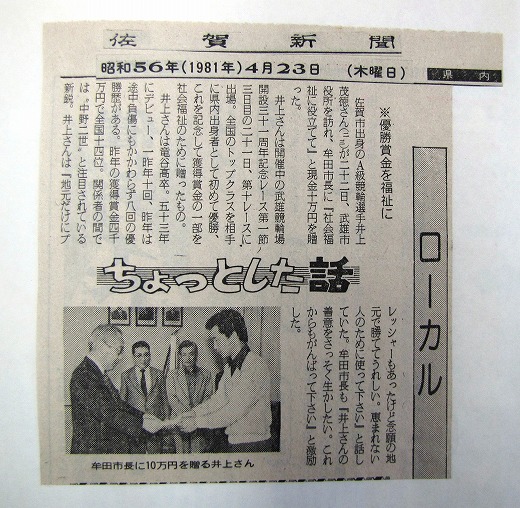 佐賀新聞
昭和56年(1981年)4月23日 (木曜日) 県内
ローカル
ちょっとした話
※優勝賞金を福祉に
佐賀市出身のA級競輪選手井上
茂徳さん(二三)が二十二日、武雄市
役所を訪れ、牟田市長に『社会福
祉に役立てて』と現金十万円を贈
った。
井上さんは開催中の武雄競輪場
開設三十一周年記念レース第一節
三日目の二十一日、第十レースに
出場。全国のトップクラスを相手
に県内出身者として初めて優勝、
これを記念して獲得賞金の一部を
社会福祉のために贈ったもの。
井上さんは竜谷高卒。五十三年
にデビュー、一昨年十回、昨年は
途中負傷にもかかわらず八回の優
勝歴がある。昨年の獲得賞金四千
万円で全国十四位。関係者の間で
は"中野二世"と注目されている
新鋭。井上さんは『地元だけにプ
レッシャーもあったけど念願の地
元で勝ててうれしい。恵まれない
人のために使って下さい』と話し
ていた。牟田市長も『井上さんの
善意をさっそく生かしたい。これ
からもがんばって下さい』と激励
した。
牟田市長に10万円を贈る井上さん